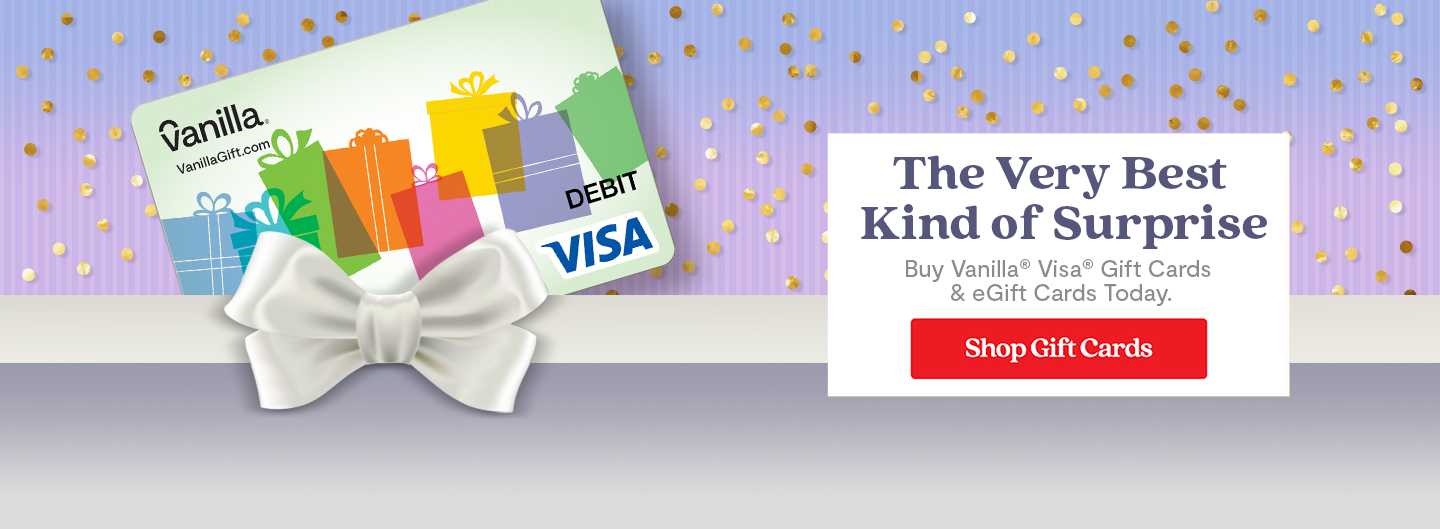 Vanilla®
VanillaGift.com
DEBIT
VISA
The Very Best
Kind of Surprise
Buy Vanilla® Visa® Gift Cards
& eGift Cards Today.
Shop Gift Cards